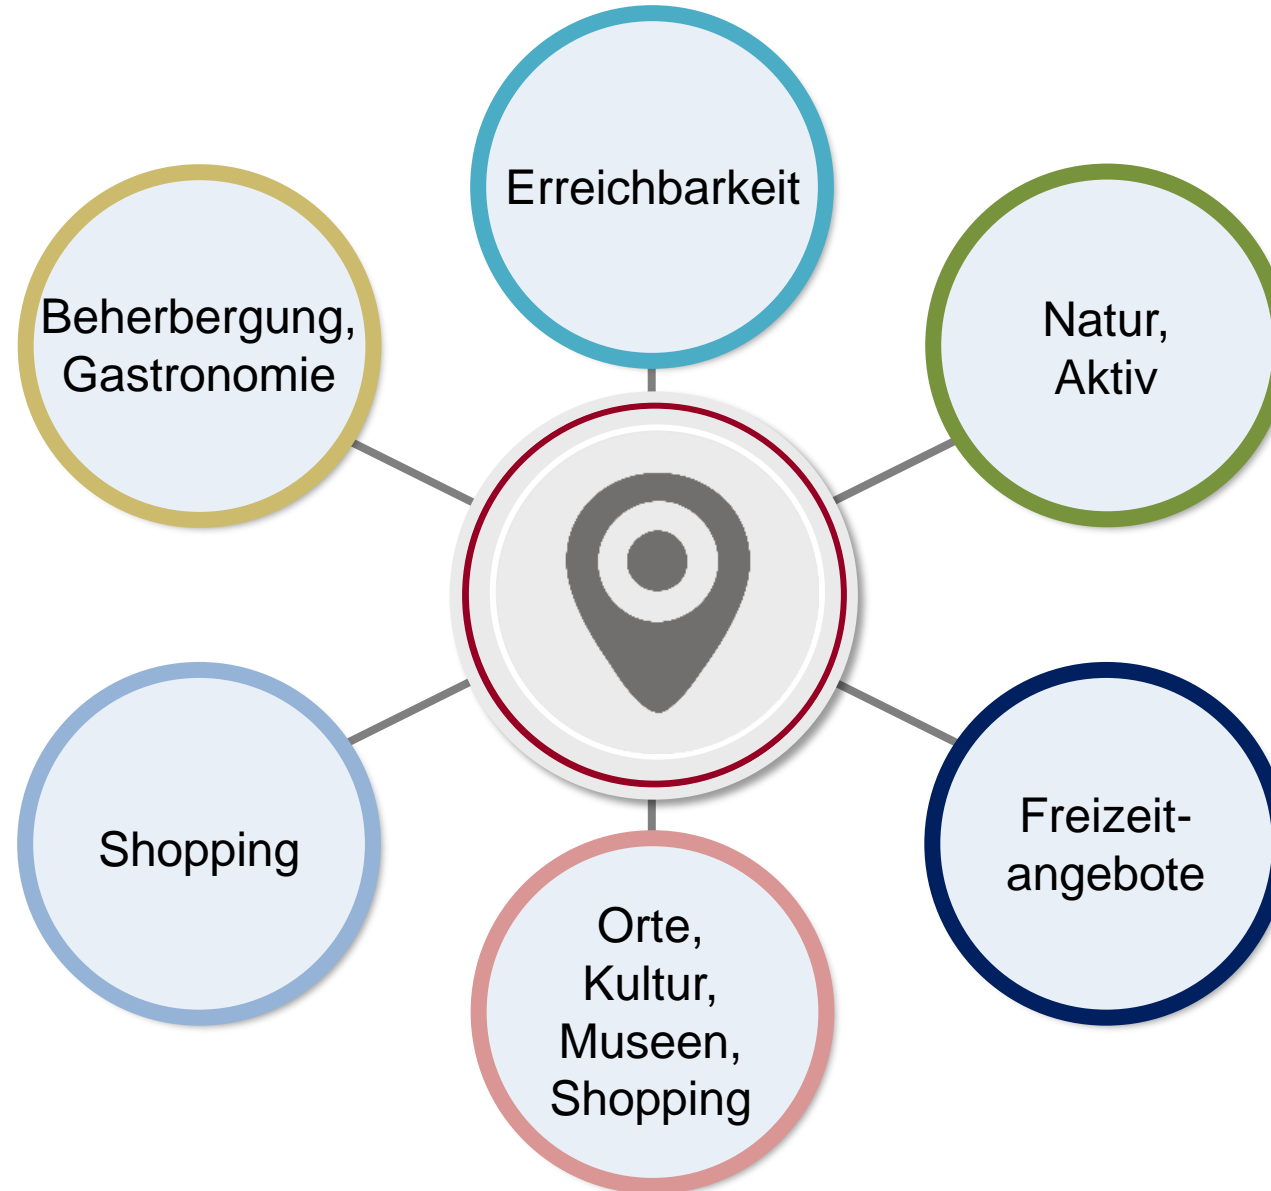 Erreichbarkeit
Beherbergung,
Gastronomie
Natur,
Aktiv
Shopping
Freizeit-
angebote
Orte,
Kultur,
Museen,
Shopping